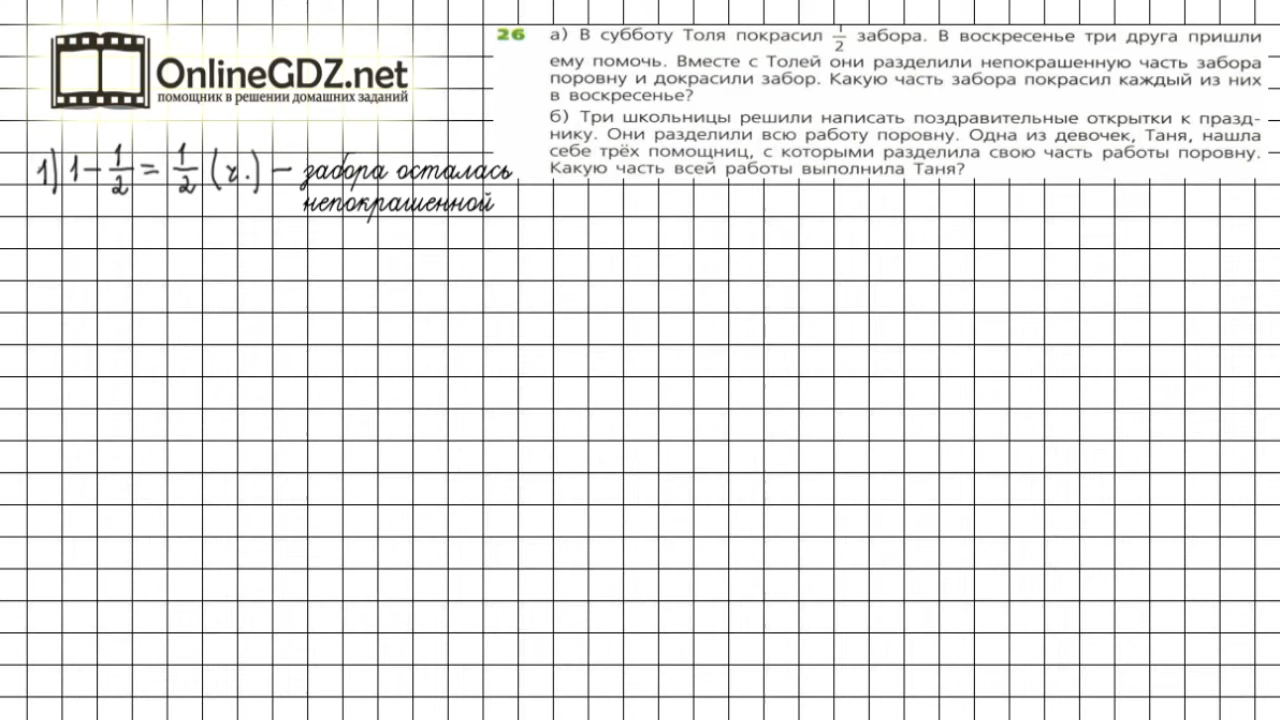 OnlineGDZ.net
помощник в решении домашних заданий
26 а) В субботу Толя покрасил 1/2 забора. В воскресенье три друга пришли
ему помочь. Вместе с Толей они разделили непокрашенную часть забора
поровну и докрасили забор. Какую часть забора покрасил каждый из них
в воскресенье?
б) Три школьницы решили написать поздравительные открытки к празд-
нику. Они разделили всю работу поровну. Одна из девочек, Таня, нашла
себе трёх помощниц, с которыми разделила свою часть работы поровну.
Какую часть всей работы выполнила Таня?
1) 1 - 1/2 = 1/2 (ч.) – забора осталась
непокрашенной